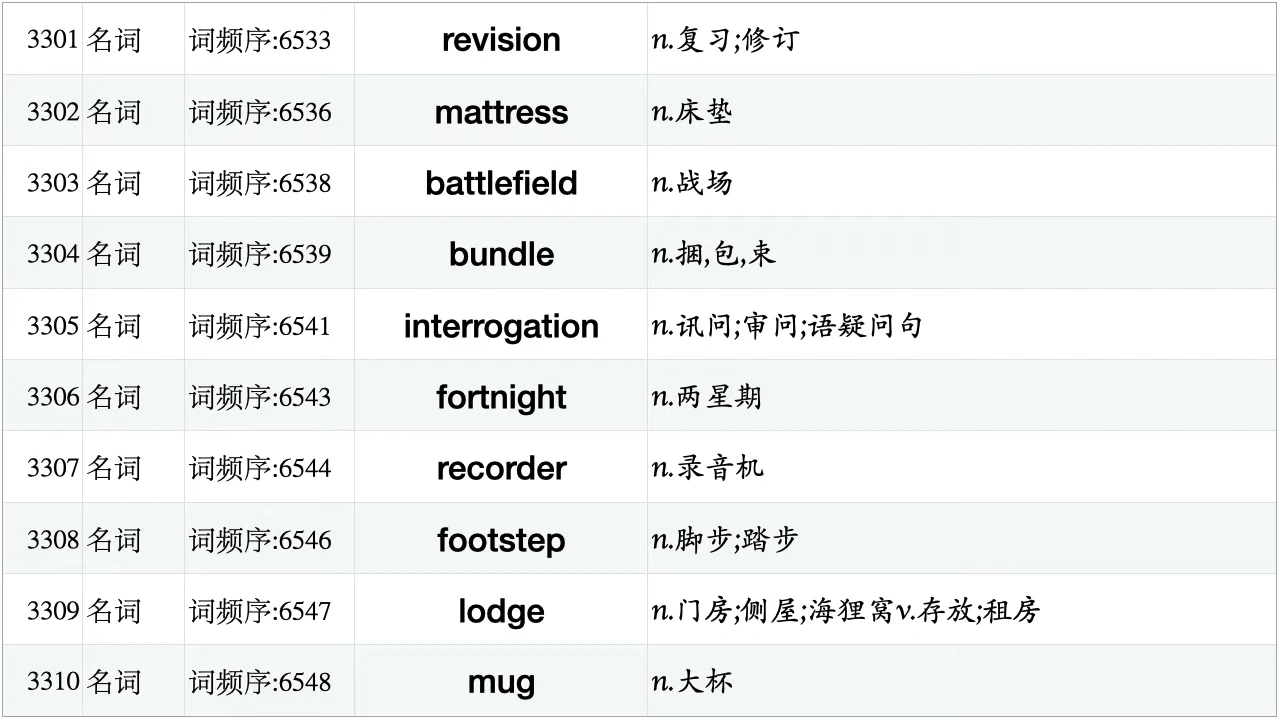 3301 名词 词频序:6533 revision n.复习;修订
3302 名词 词频序:6536 mattress n.床垫
3303 名词 词频序:6538 battlefield n.战场
3304 名词 词频序:6539 bundle n.捆,包,束
3305 名词 词频序:6541 interrogation n.讯问;审问;语疑问句
3306 名词 词频序:6543 fortnight n.两星期
3307 名词 词频序:6544 recorder n.录音机
3308 名词 词频序:6546 footstep n.脚步;踏步
3309 名词 词频序:6547 lodge n.门房;侧屋;海狸窝v.存放;租房
3310 名词 词频序:6548 mug n.大杯